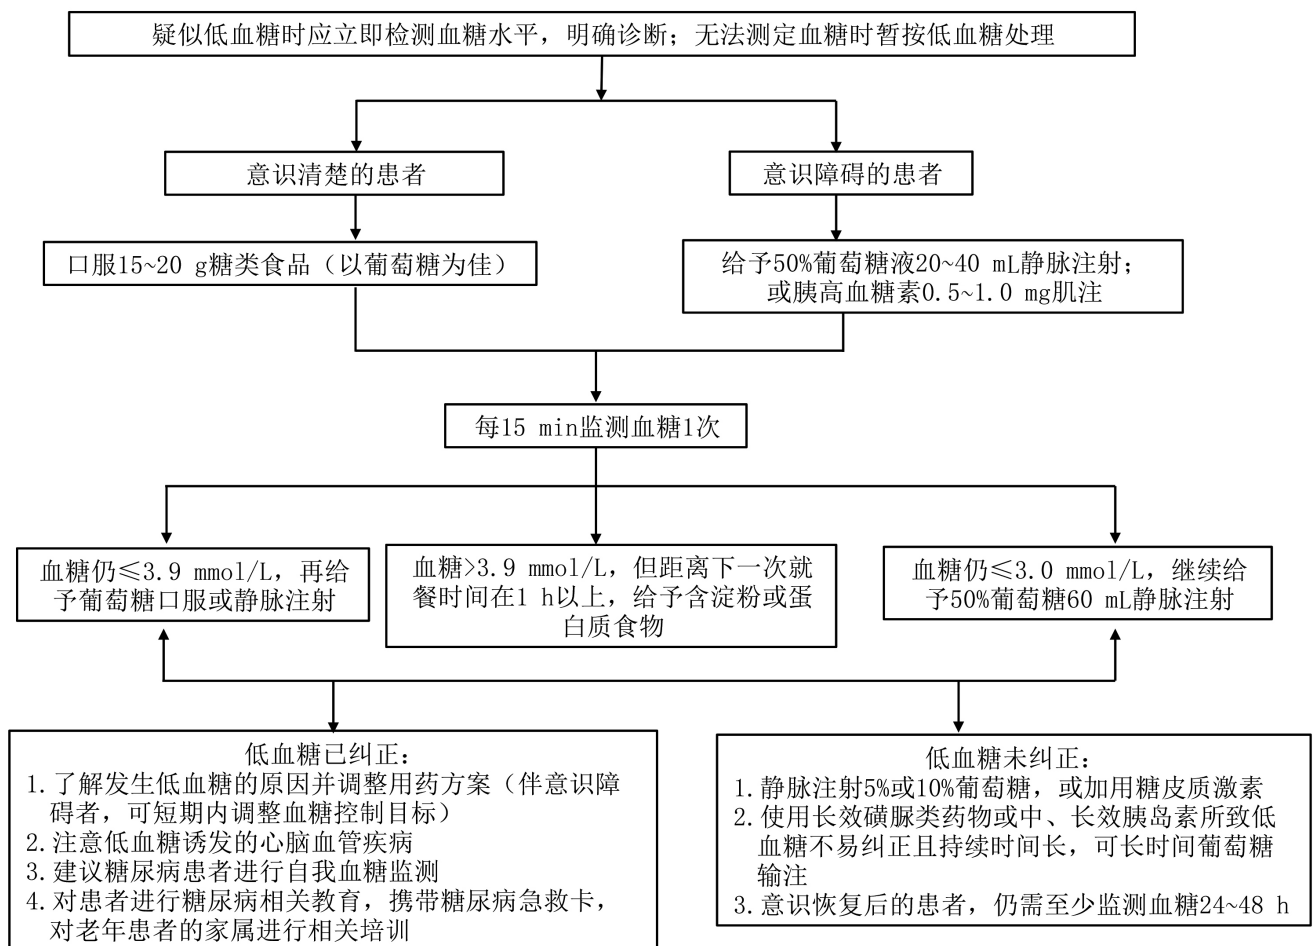 疑似低血糖时应立即检测血糖水平，明确诊断；无法测定血糖时暂按低血糖处理
意识清楚的患者
意识障碍的患者
口服15~20 g糖类食品（以葡萄糖为佳）
给予50%葡萄糖液20~40 mL静脉注射；
或胰高血糖素0.5~1.0 mg肌注
每15 min监测血糖1次
血糖仍≤3.9 mmol/L，再给
予葡萄糖口服或静脉注射
血糖>3.9 mmol/L，但距离下一次就
餐时间在1 h以上，给予含淀粉或蛋
白质食物
血糖仍≤3.0 mmol/L，继续给
予50%葡萄糖60 mL静脉注射
低血糖已纠正：
1. 了解发生低血糖的原因并调整用药方案（伴意识障
碍者，可短期内调整血糖控制目标）
2. 注意低血糖诱发的心脑血管疾病
3. 建议糖尿病患者进行自我血糖监测
4. 对患者进行糖尿病相关教育，携带糖尿病急救卡，
对老年患者的家属进行相关培训
低血糖未纠正：
1. 静脉注射5%或10%葡萄糖，或加用糖皮质激素
2. 使用长效磺脲类药物或中、长效胰岛素所致低
血糖不易纠正且持续时间长，可长时间葡萄糖
输注
3. 意识恢复后的患者，仍需至少监测血糖24~48 h